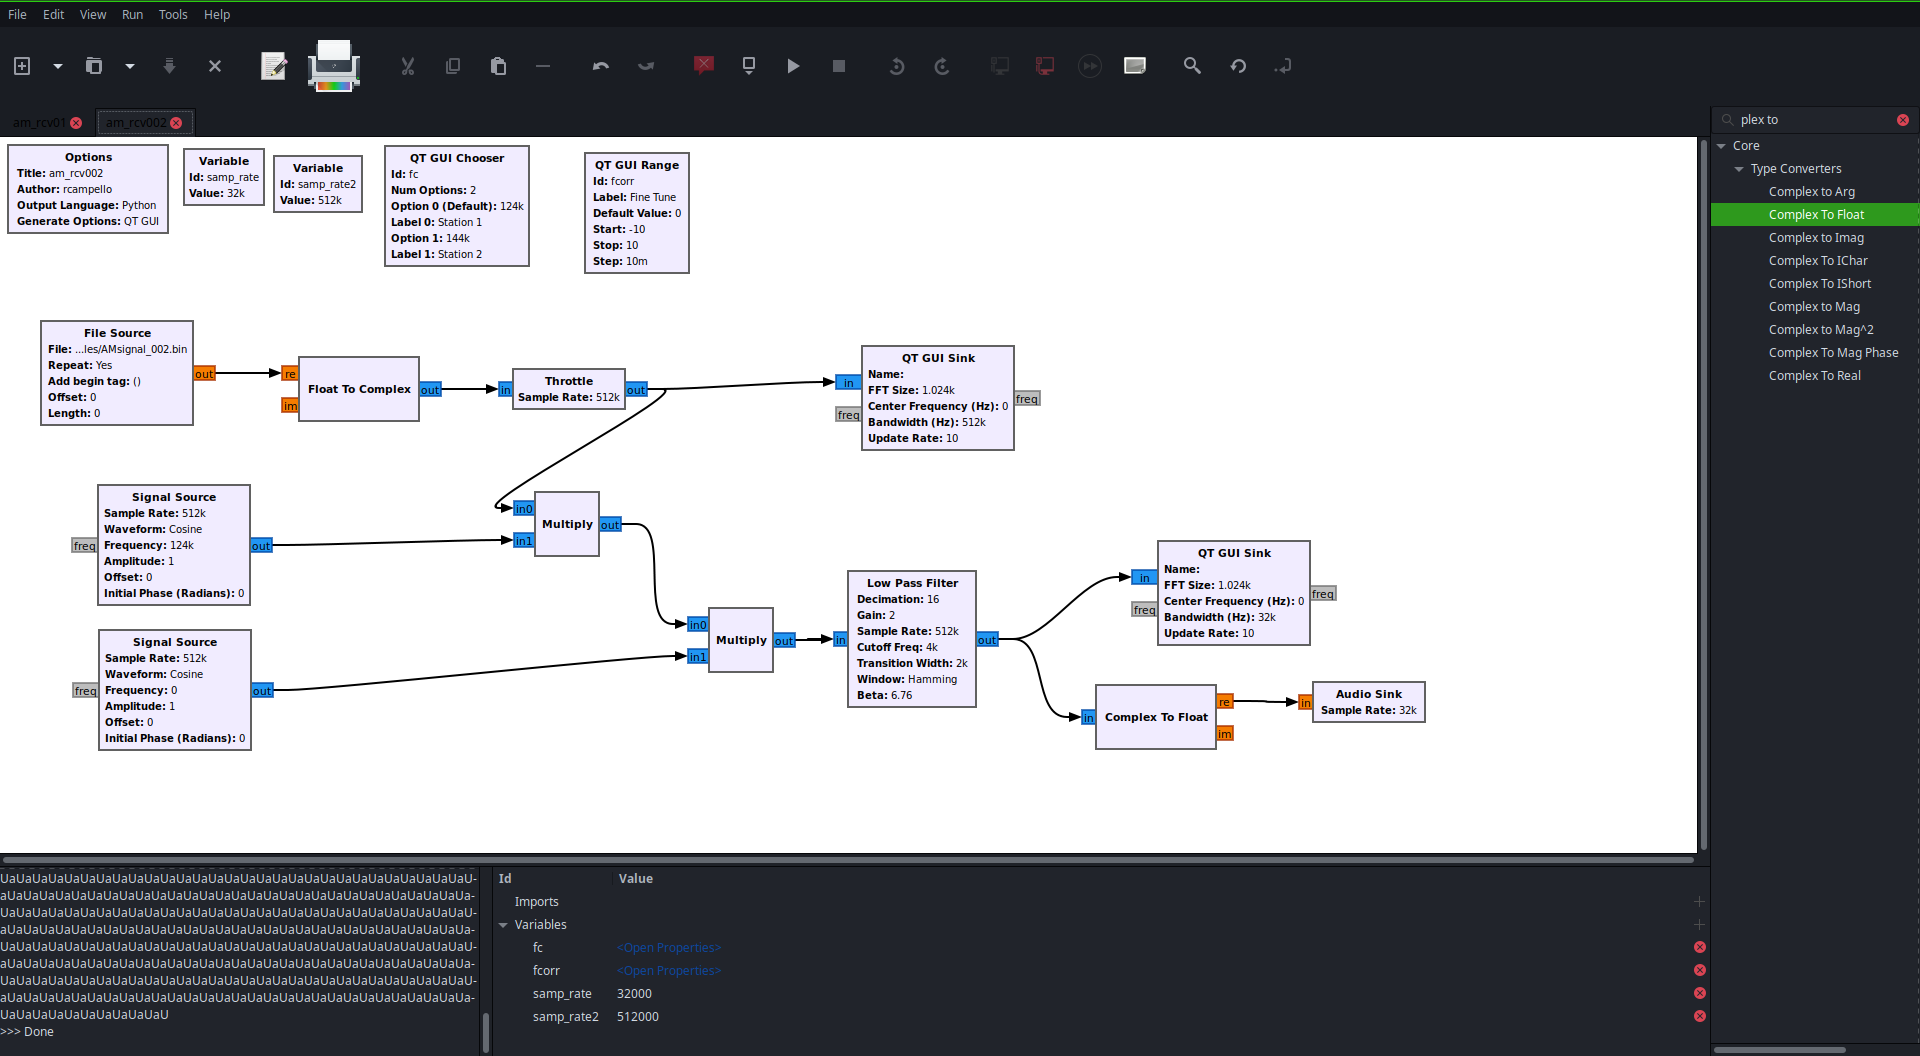 File Edit View Run Tools Help
am_rcv01 am_rcv002
plex to
Core
Type Converters
Complex to Arg
Complex To Float
Complex to Imag
Complex To IChar
Complex To IShort
Complex to Mag
Complex to Mag^2
Complex To Mag Phase
Complex To Real
Options
Title: am_rcv002
Author: rcampello
Output Language: Python
Generate Options: QT GUI
Variable
Id: samp_rate
Value: 32k
Variable
Id: samp_rate2
Value: 512k
QT GUI Chooser
Id: fc
Num Options: 2
Option 0 (Default): 124k
Label 0: Station 1
Option 1: 144k
Label 1: Station 2
QT GUI Range
Id: fcorr
Label: Fine Tune
Default Value: 0
Start: -10
Stop: 10
Step: 10m
File Source
File: ...les/AMsignal_002.bin
Repeat: Yes
Add begin tag: ()
Offset: 0
Length: 0
out
re
im
Float To Complex
out
in
Throttle
Sample Rate: 512k
out
in
freq
QT GUI Sink
Name:
FFT Size: 1.024k
Center Frequency (Hz): 0
Bandwidth (Hz): 512k
Update Rate: 10
freq
freq
Signal Source
Sample Rate: 512k
Waveform: Cosine
Frequency: 124k
Amplitude: 1
Offset: 0
Initial Phase (Radians): 0
out
in0
in1
Multiply
out
freq
Signal Source
Sample Rate: 512k
Waveform: Cosine
Frequency: 0
Amplitude: 1
Offset: 0
Initial Phase (Radians): 0
out
in0
in1
Multiply
out
in
Low Pass Filter
Decimation: 16
Gain: 2
Sample Rate: 512k
Cutoff Freq: 4k
Transition Width: 2k
Window: Hamming
Beta: 6.76
out
in
freq
QT GUI Sink
Name:
FFT Size: 1.024k
Center Frequency (Hz): 0
Bandwidth (Hz): 32k
Update Rate: 10
freq
in
Complex To Float
re
im
in
Audio Sink
Sample Rate: 32k
UaUaUaUaUaUaUaUaUaU
>>> Done
Id Value
Imports
Variables
fc <Open Properties>
fcorr <Open Properties>
samp_rate 32000
samp_rate2 512000